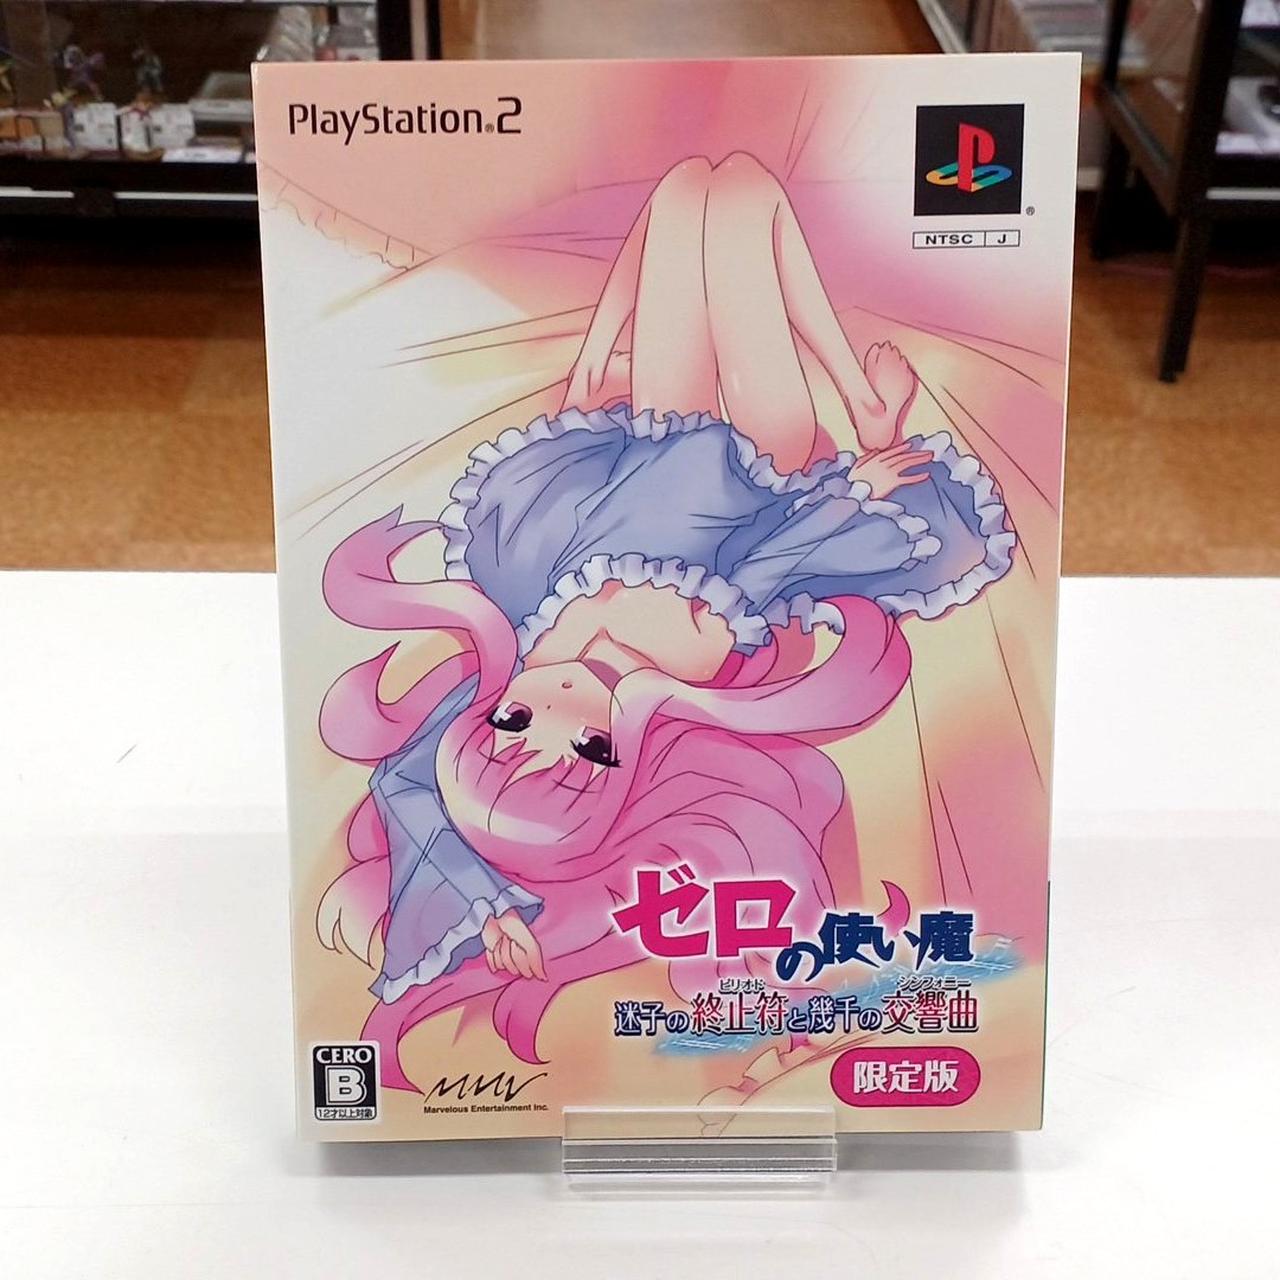 PlayStation®2
®
NTSC J
ゼロの使い魔
ピリオド シンフォニー
迷子の終止符と幾千の交響曲
限定版
CERO
B
12才以上対象
MMV
Marvelous Entertainment Inc.